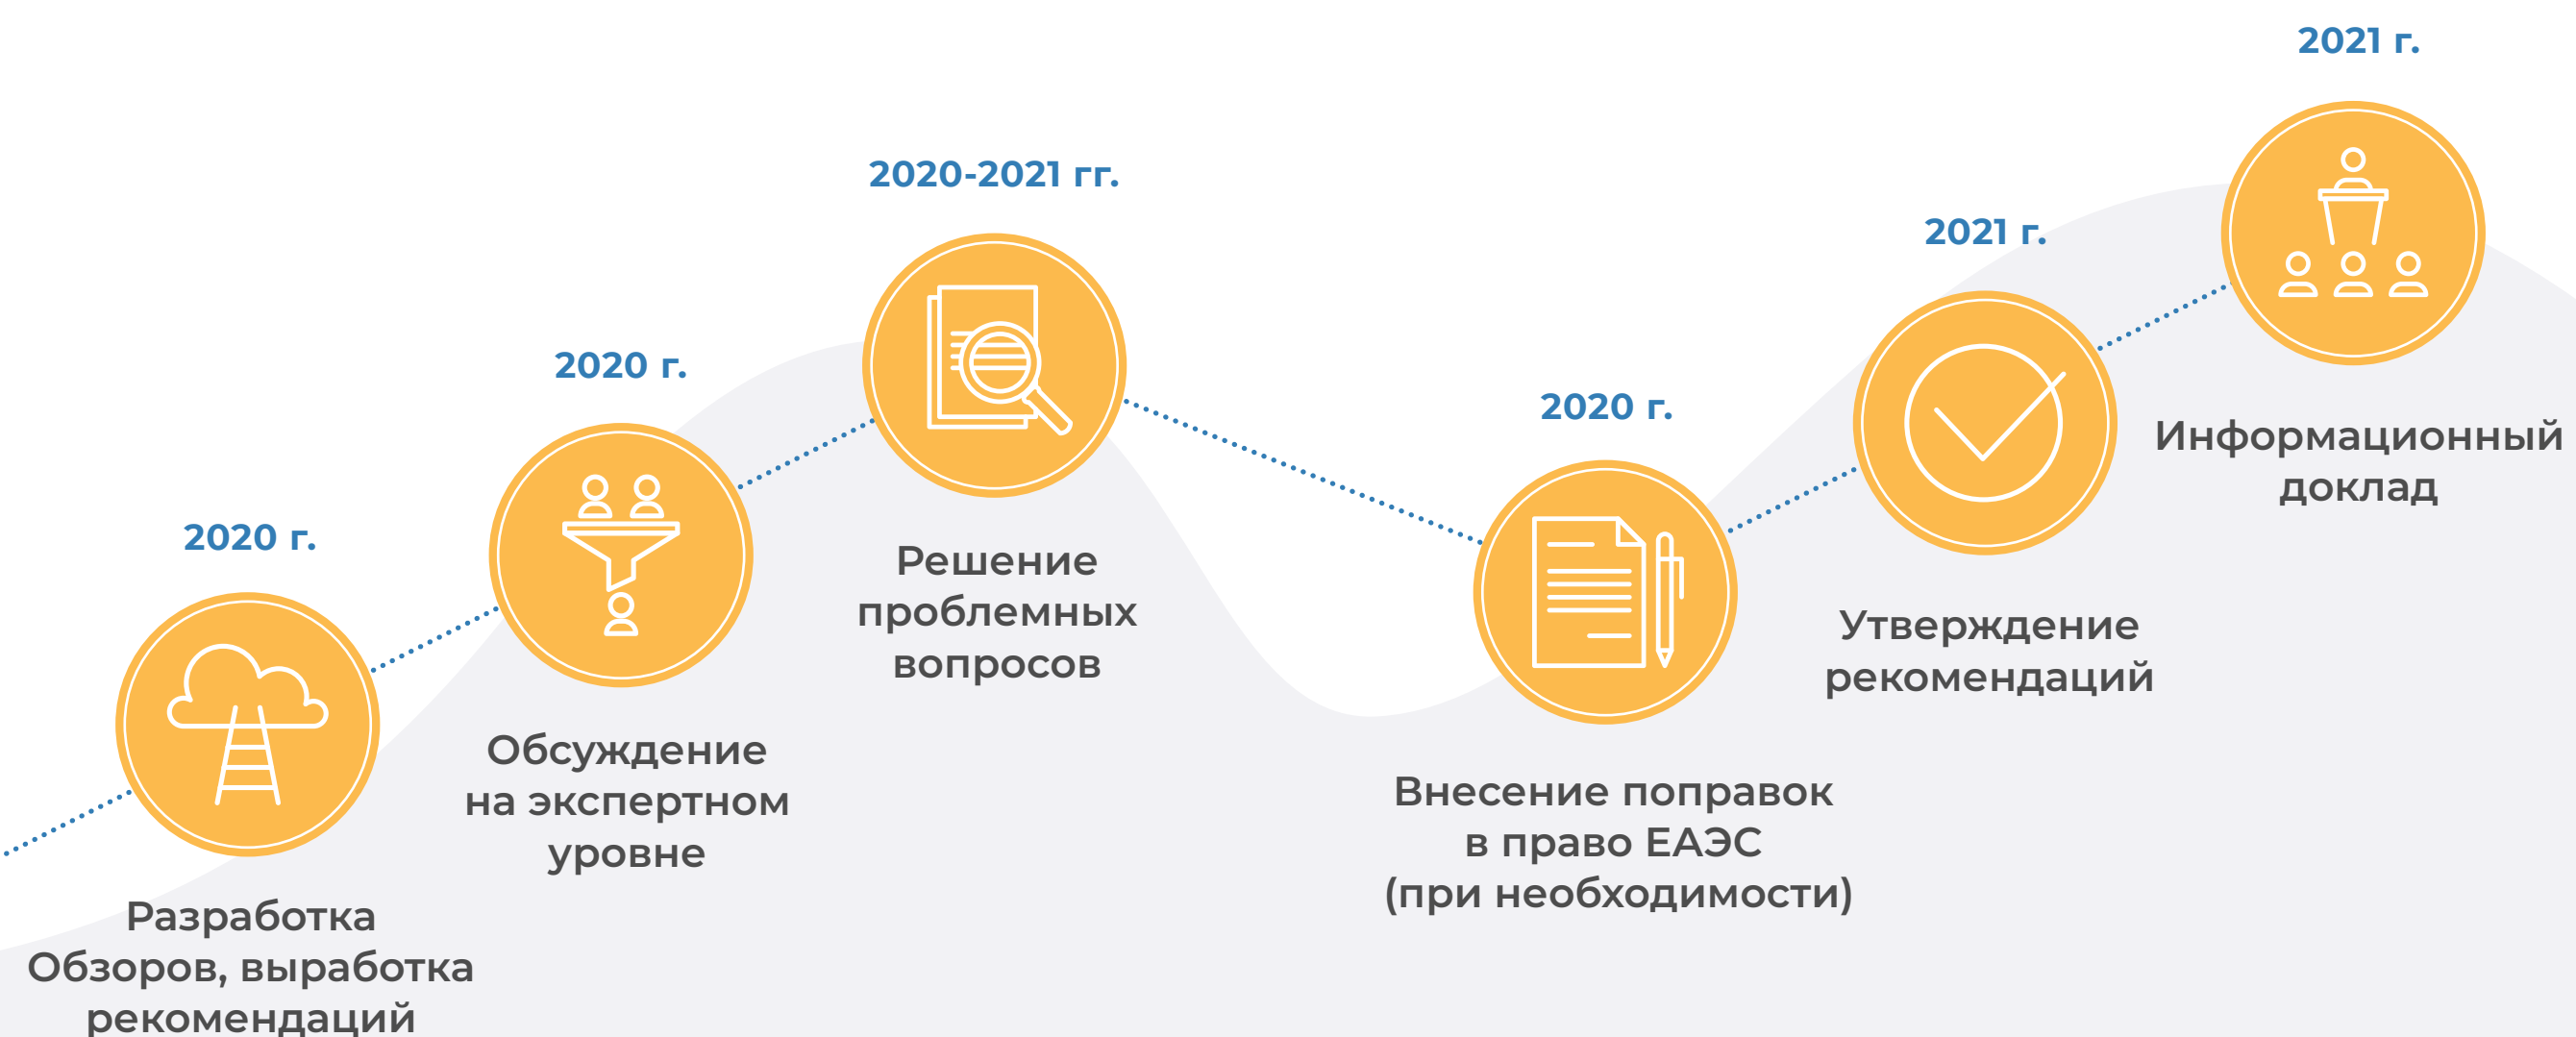 2020 г.
Разработка
Обзоров, выработка
рекомендаций
2020 г.
Обсуждение
на экспертном
уровне
2020-2021 гг.
Решение
проблемных
вопросов
2020 г.
Внесение поправок
в право ЕАЭС
(при необходимости)
2021 г.
Утверждение
рекомендаций
2021 г.
Информационный
доклад